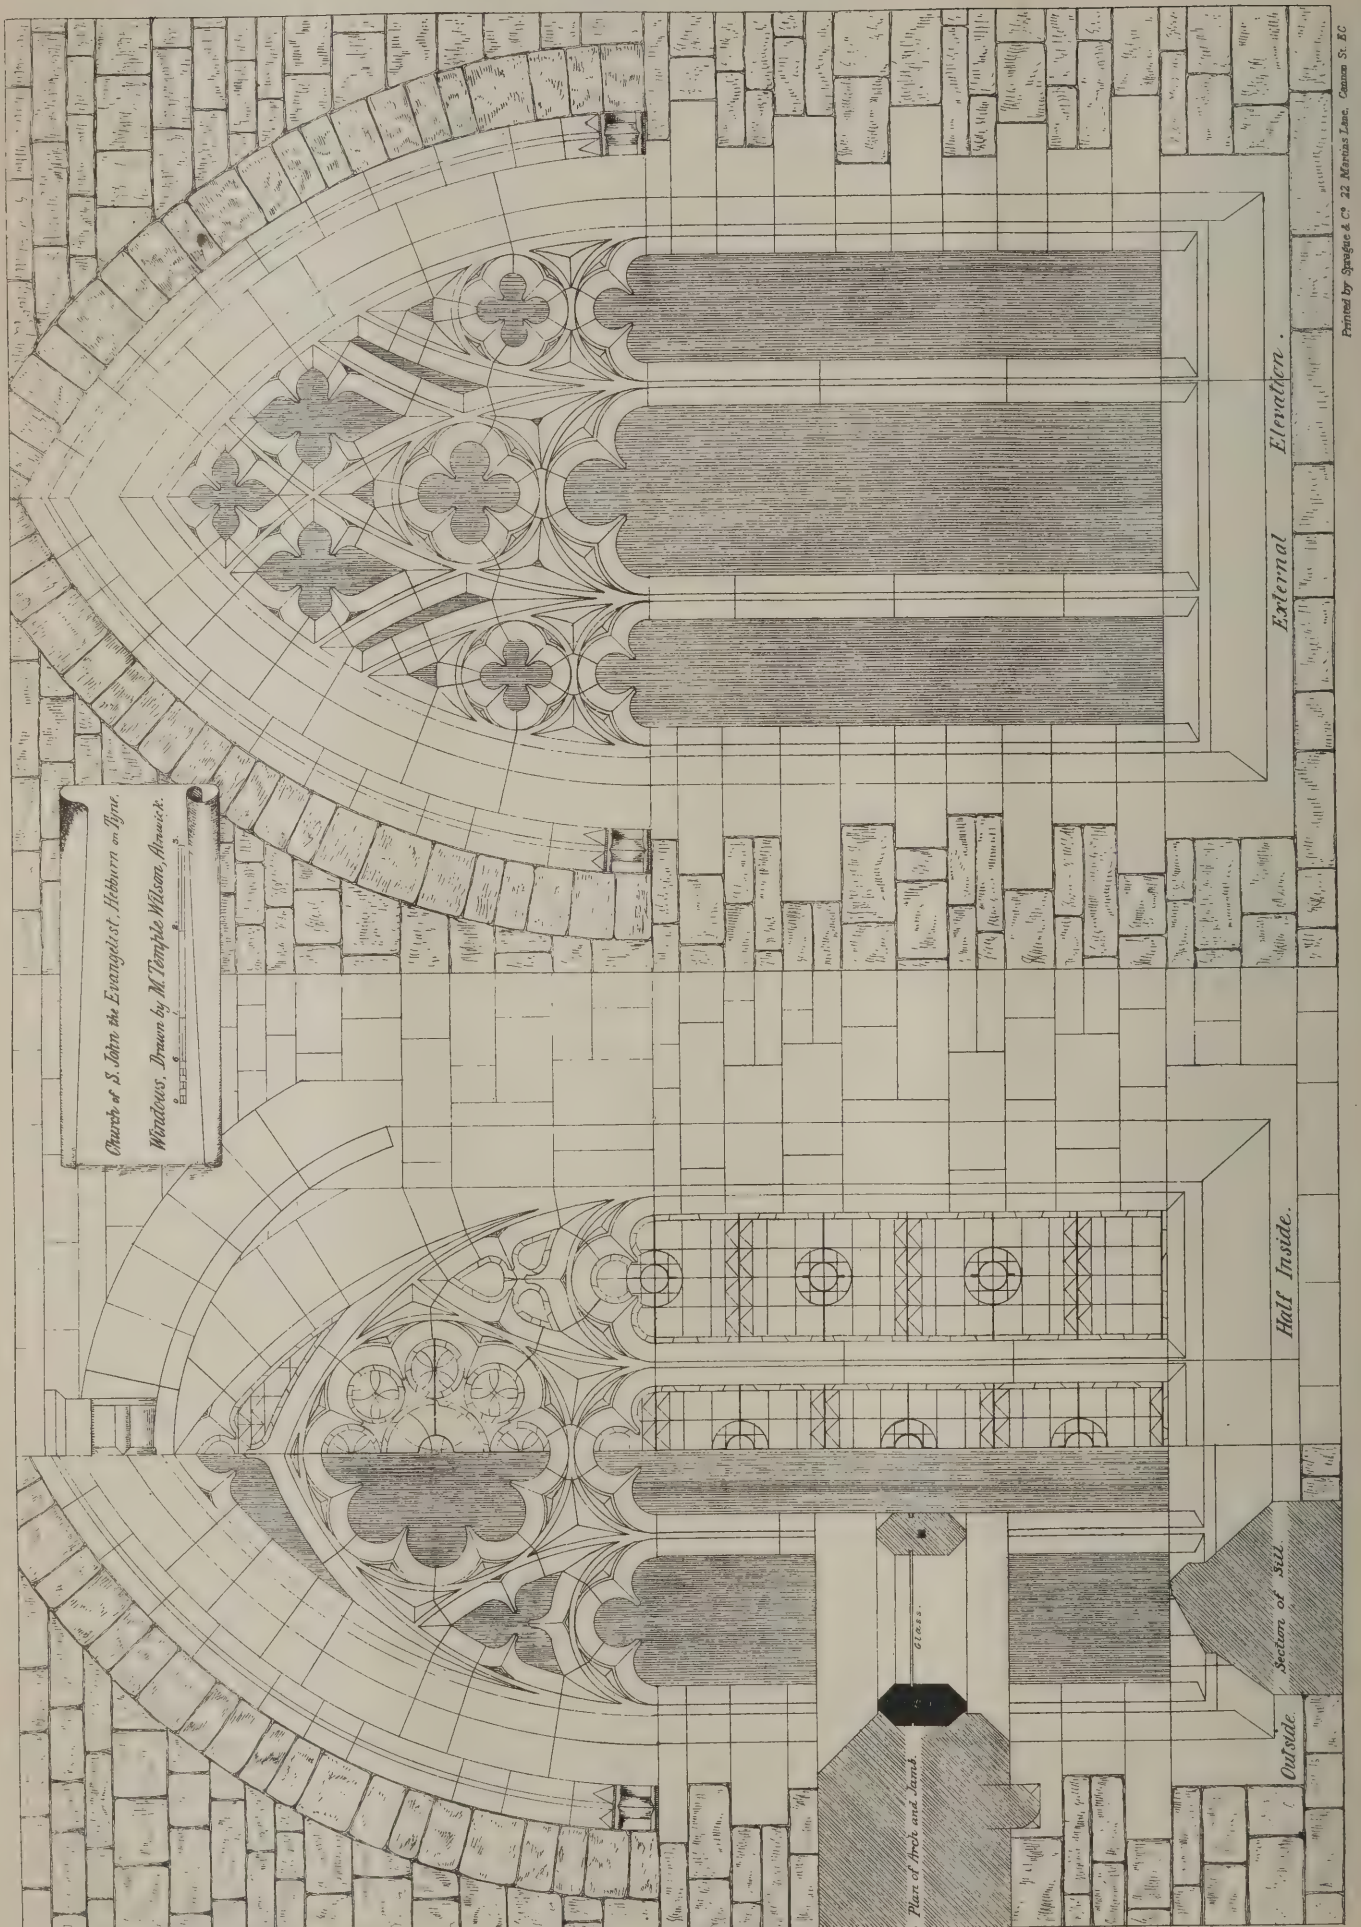 Church of S. John the Evangelist, Hebburn on Tyne.
Windows. Drawn by M. Temple Wilson, Alnwick.
0 5
Outside. Half Inside. External Elevation.
Section of Sill.
Plan of Arch and Jamb.
Glass.
Printed by Sprague & Co. 22 Martins Lane. Cannon St. EC